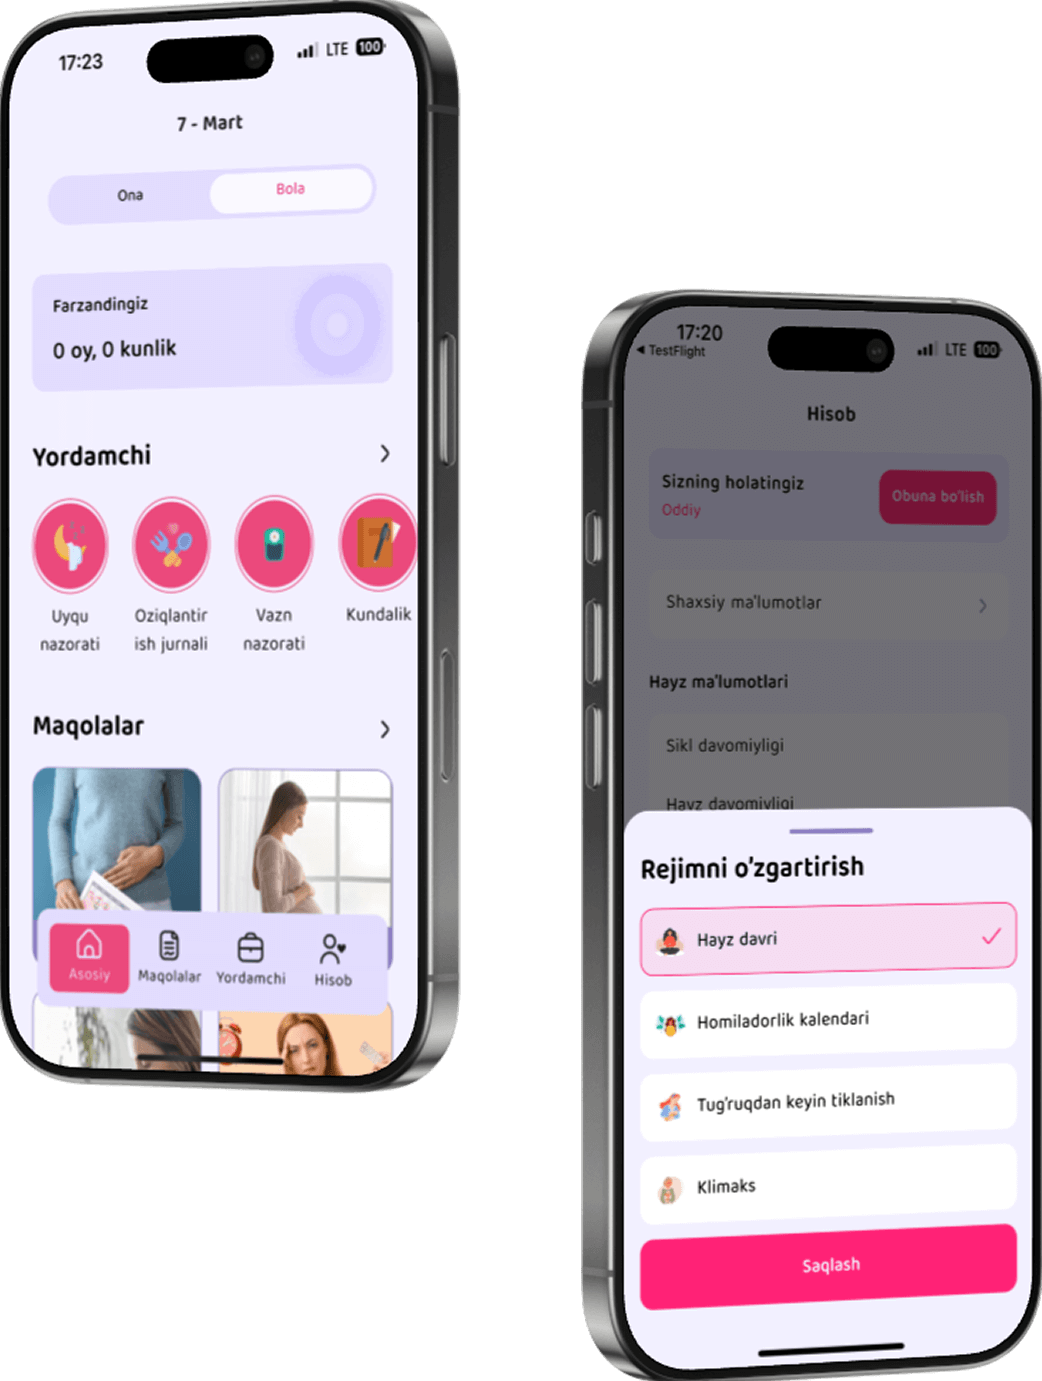 17:23
LTE 100
7 - Mart
Ona
Bola
Farzandingiz
0 oy, 0 kunlik
Yordamchi
Uyqu
nazorati
Oziqlantir
ish jurnali
Vazn
nazorati
Kundalik
Maqolalar
Asosiy
Maqolalar
Yordamchi
Hisob
17:20
TestFlight
LTE 100
Hisob
Sizning holatingiz
Oddiy
Obuna bo'lish
Shaxsiy ma'lumotlar
Hayz ma'lumotlari
Sikl davomiyligi
Hayz davomiyligi
Rejimni o'zgartirish
Hayz davri
Homiladorlik kalendari
Tug'ruqdan keyin tiklanish
Klimaks
Saqlash